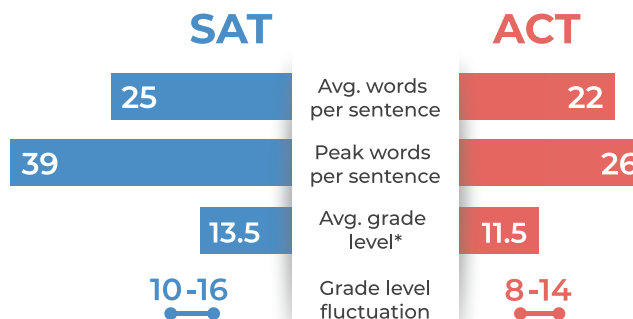 SAT ACT
25 Avg. words 22
per sentence
39 Peak words 26
per sentence
13.5 Avg. grade 11.5
level*
10-16 Grade level 8-14
fluctuation